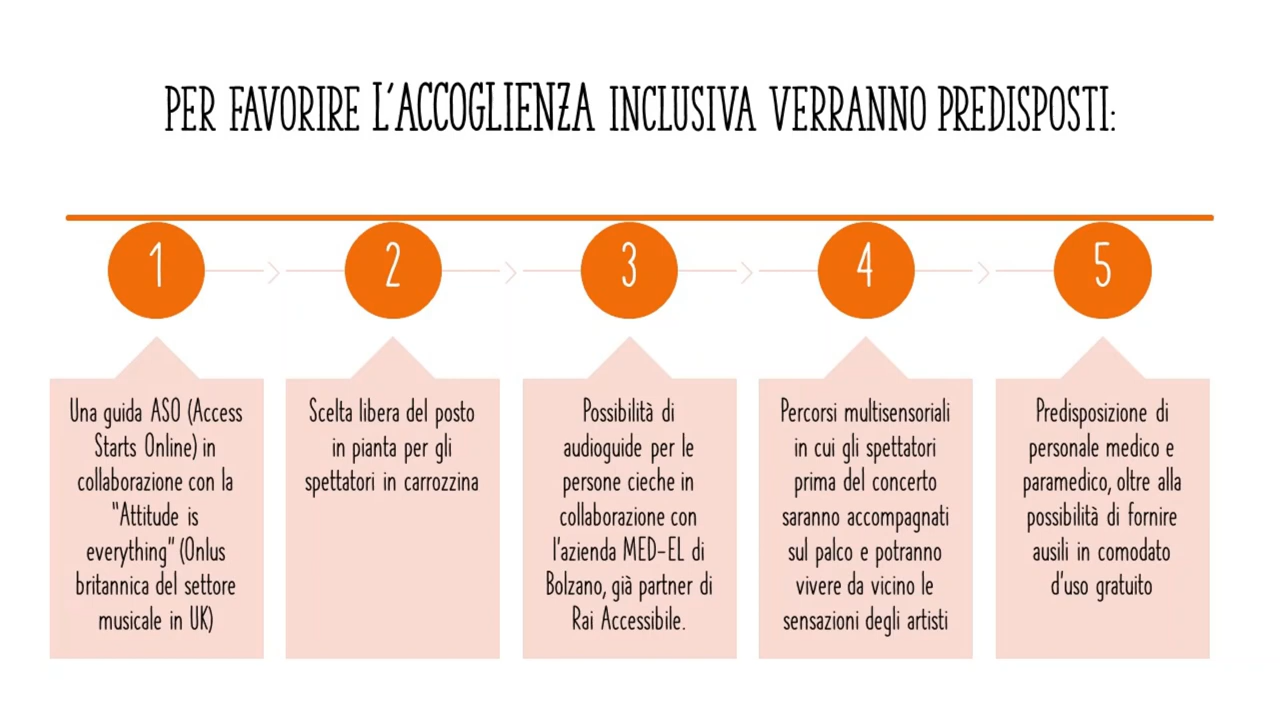 PER FAVORIRE L'ACCOGLIENZA INCLUSIVA VERRANNO PREDISPOSTI:
1
Una guida ASO (Access
Starts Online) in
collaborazione con la
"Attitude is
everything" (Onlus
britannica del settore
musicale in UK)
2
Scelta libera del posto
in pianta per gli
spettatori in carrozzina
3
Possibilità di
audioguide per le
persone cieche in
collaborazione con
l'azienda MED-EL di
Bolzano, già partner di
Rai Accessibile.
4
Percorsi multisensoriali
in cui gli spettatori
prima del concerto
saranno accompagnati
sul palco e potranno
vivere da vicino le
sensazioni degli artisti
5
Predisposizione di
personale medico e
paramedico, oltre alla
possibilità di fornire
ausili in comodato
d'uso gratuito